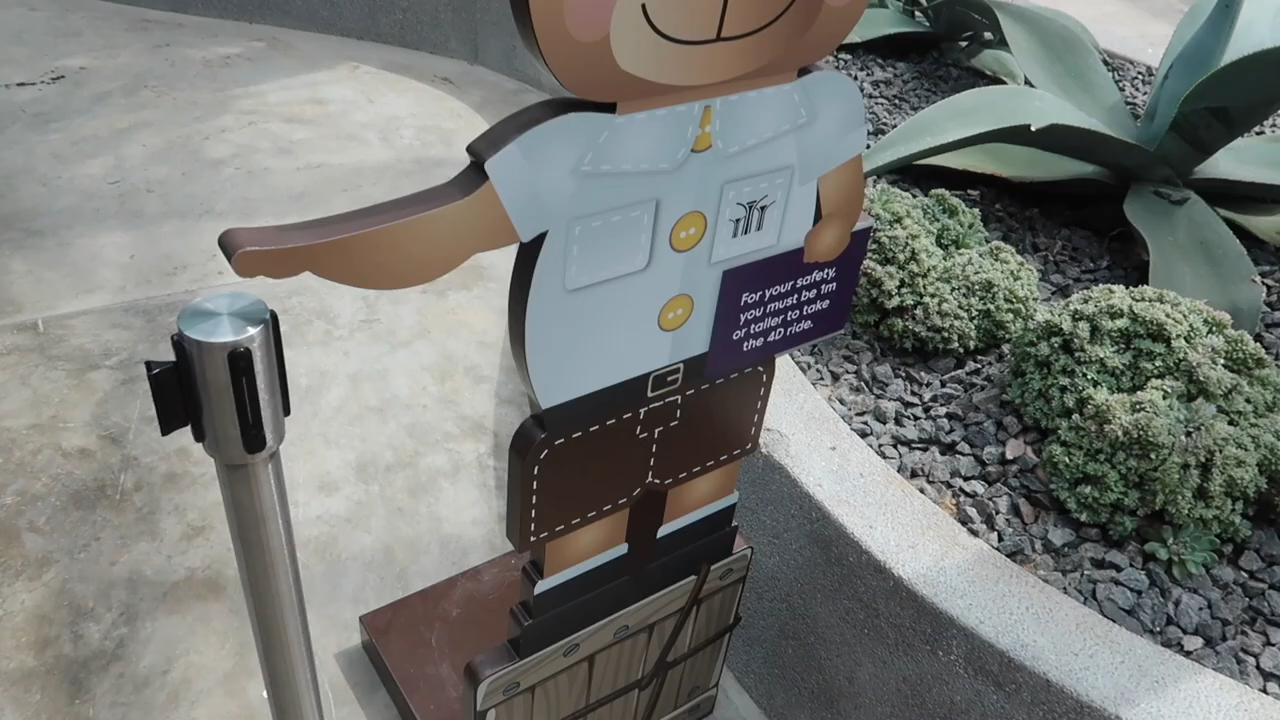 For your safety,
you must be 1m
or taller to take
the 4D ride.